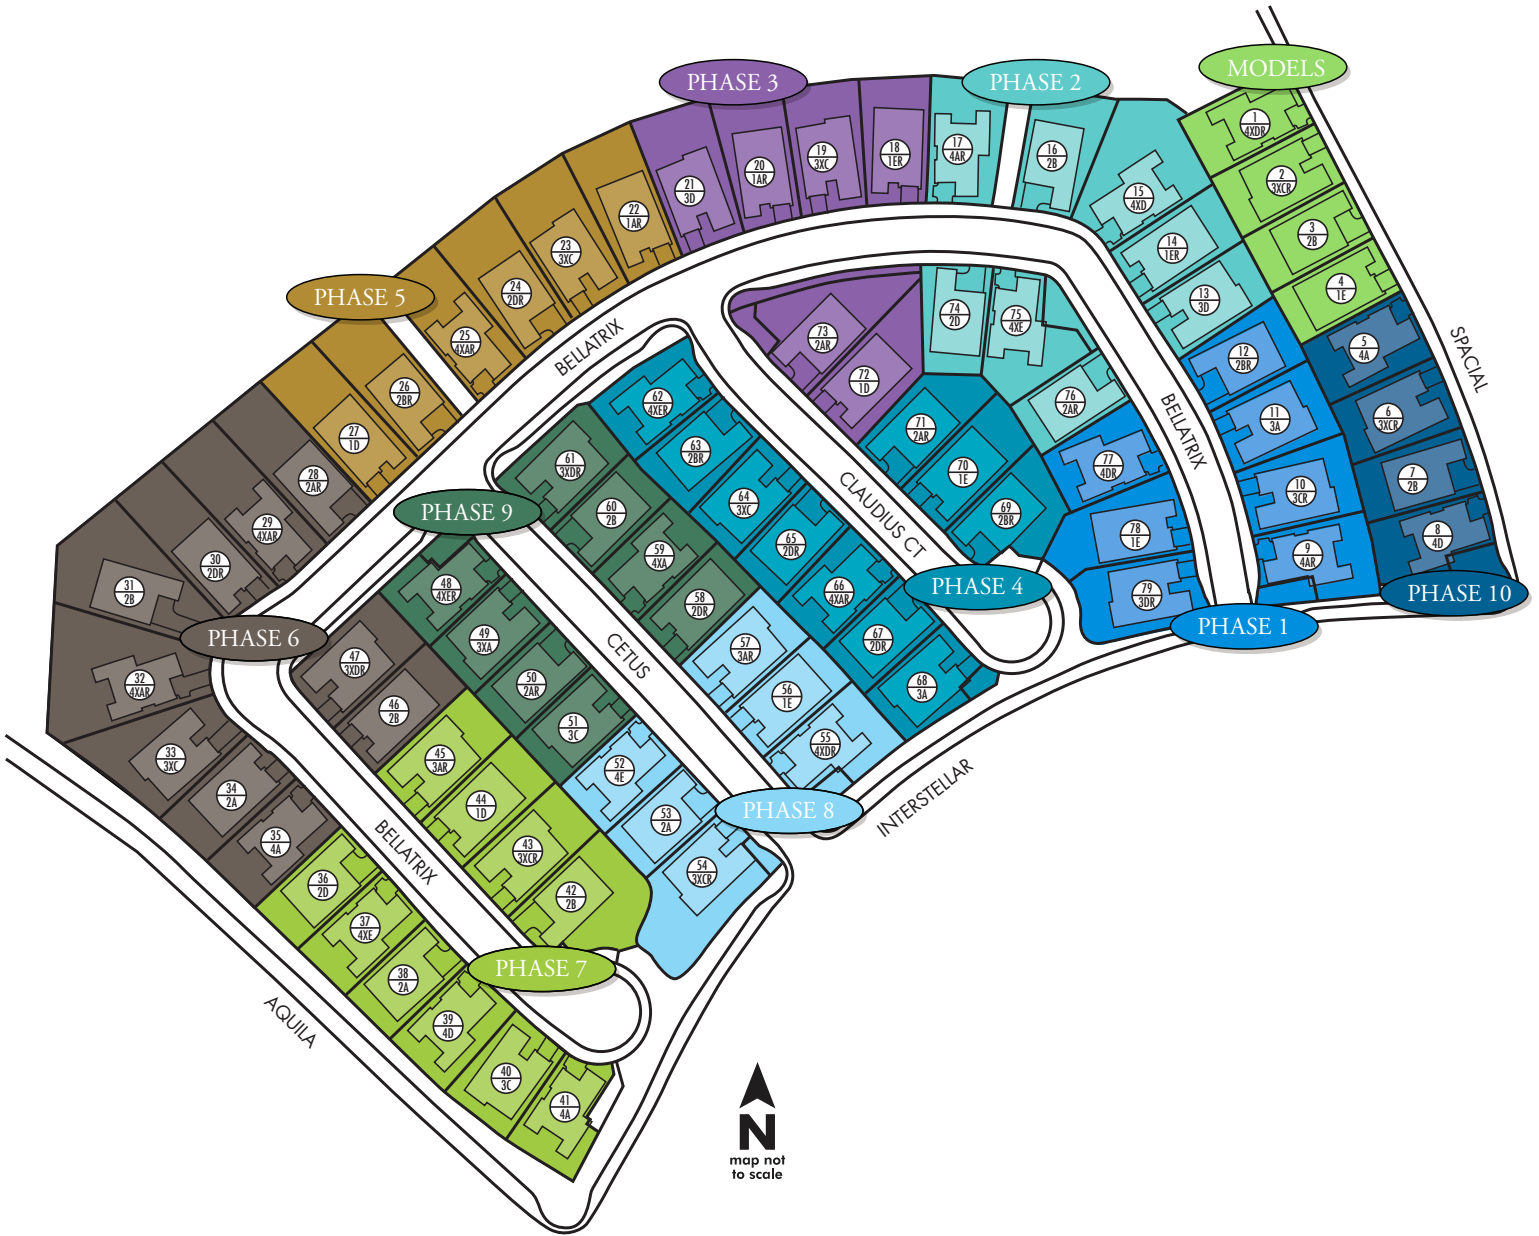 MODELS
PHASE 3
PHASE 2
1
4XDR
2
3XCR
3
2B
4
1E
17
4AR
16
2B
15
4XD
14
1ER
13
3D
18
1ER
19
3XC
20
1AR
21
3D
22
1AR
23
3XC
24
2DR
25
4XAR
26
2BR
27
1D
PHASE 5
BELLATRIX
28
2AR
29
4XAR
30
2DR
31
2B
32
4XAR
33
3XC
34
2A
35
4A
PHASE 6
47
3XDR
46
2B
73
2AR
72
1D
74
2D
75
4XE
76
2AR
12
2BR
11
3A
10
3CR
9
4AR
77
4DR
78
1E
79
3DR
PHASE 1
BELLATRIX
5
4A
6
3XCR
7
2B
8
4D
PHASE 10
SPACIAL
62
4XER
63
2BR
64
3XC
65
2DR
66
4XAR
67
2DR
68
3A
71
2AR
70
1E
69
2BR
CLAUDIUS CT
PHASE 4
61
3XDR
60
2B
59
4XA
58
2DR
PHASE 9
48
4XER
49
3XA
50
2AR
51
3C
CETUS
57
3AR
56
1E
55
4XDR
52
4E
53
2A
54
3XCR
PHASE 8
INTERSTELLAR
45
3AR
44
1D
43
3XCR
42
2B
BELLATRIX
36
2D
37
4XE
38
2A
39
4D
40
3C
41
4A
PHASE 7
AQUILA
N
map not
to scale